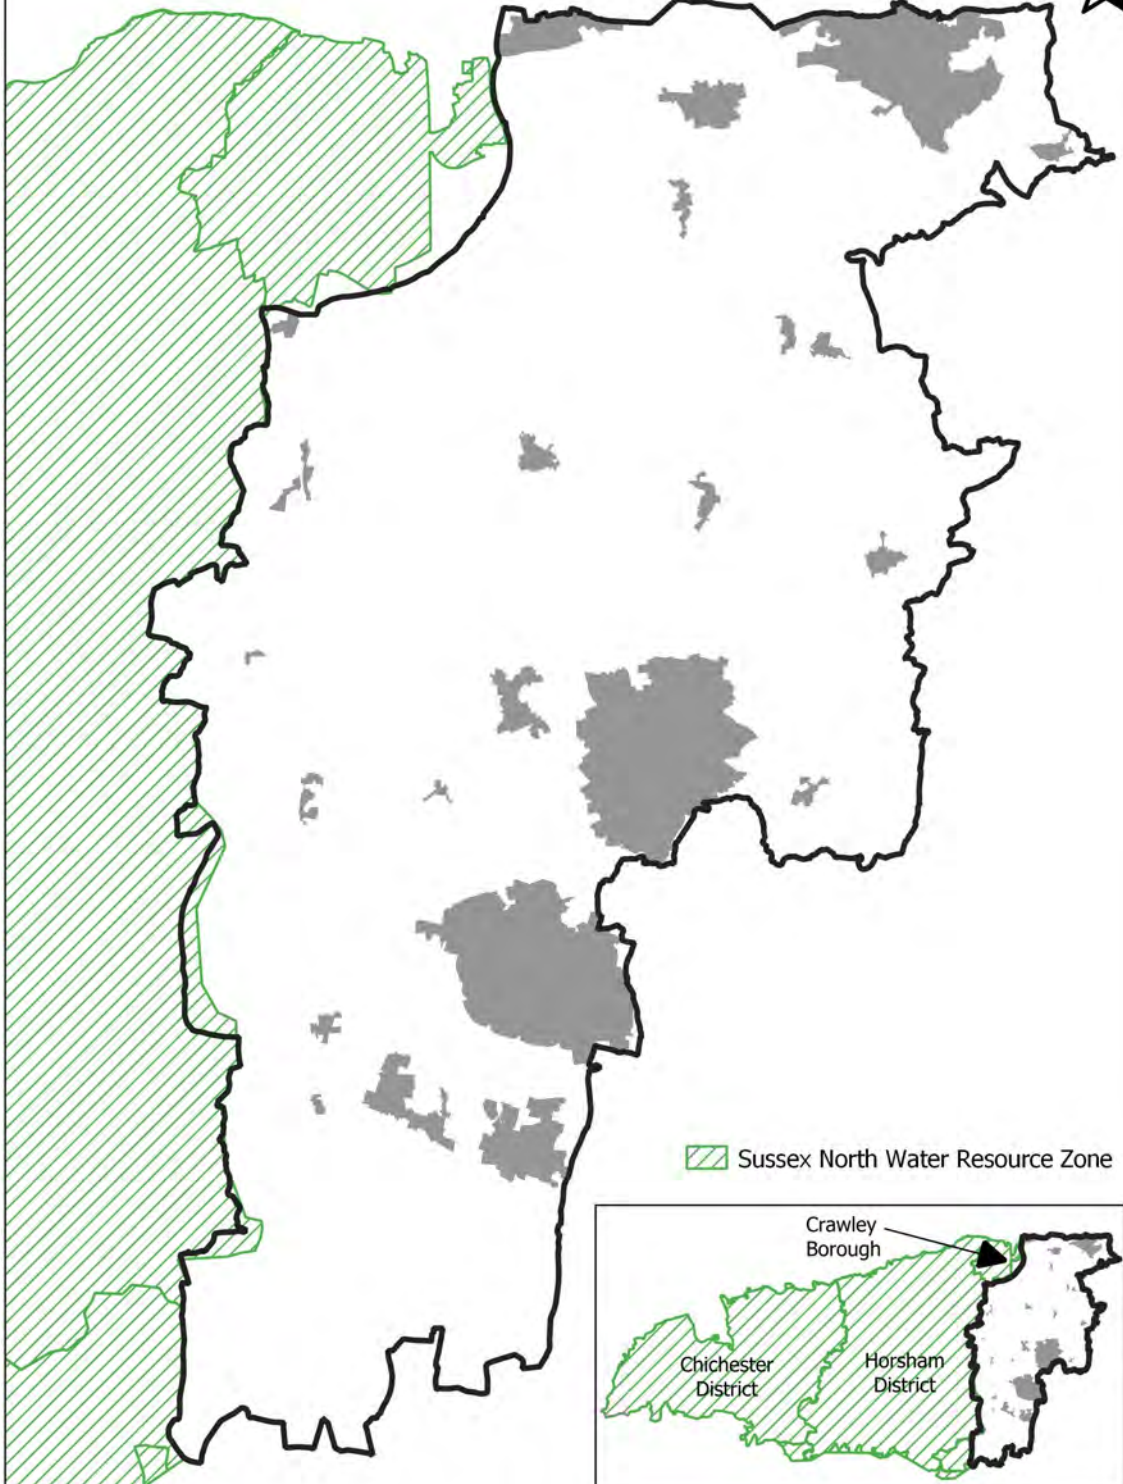 Sussex North Water Resource Zone
Crawley
Borough
Chichester
District
Horsham
District